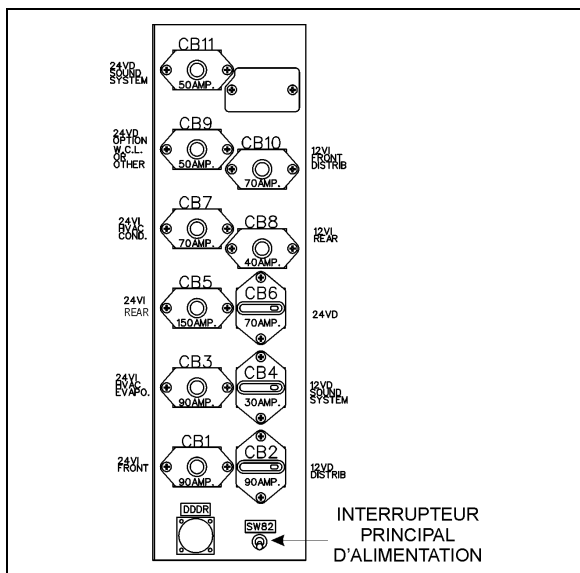 CB11
24VD
SOUND
SYSTEM
50AMP.
CB9
24VD
OPTION
W.C.L.
OR
OTHER
50AMP.
CB10
12VI
FRONT
DISTRIB
70AMP.
CB7
24VI
HVAC
COND.
70AMP.
CB8
12VI
REAR
40AMP.
CB5
24VI
REAR
150AMP.
CB6
24VD
70AMP.
CB3
24VI
HVAC
EVAPO.
90AMP.
CB4
12VD
SOUND
SYSTEM
30AMP.
CB1
24VI
FRONT
90AMP.
CB2
12VD
DISTRIB
90AMP.
DDDR
SW82
INTERRUPTEUR
PRINCIPAL
D'ALIMENTATION